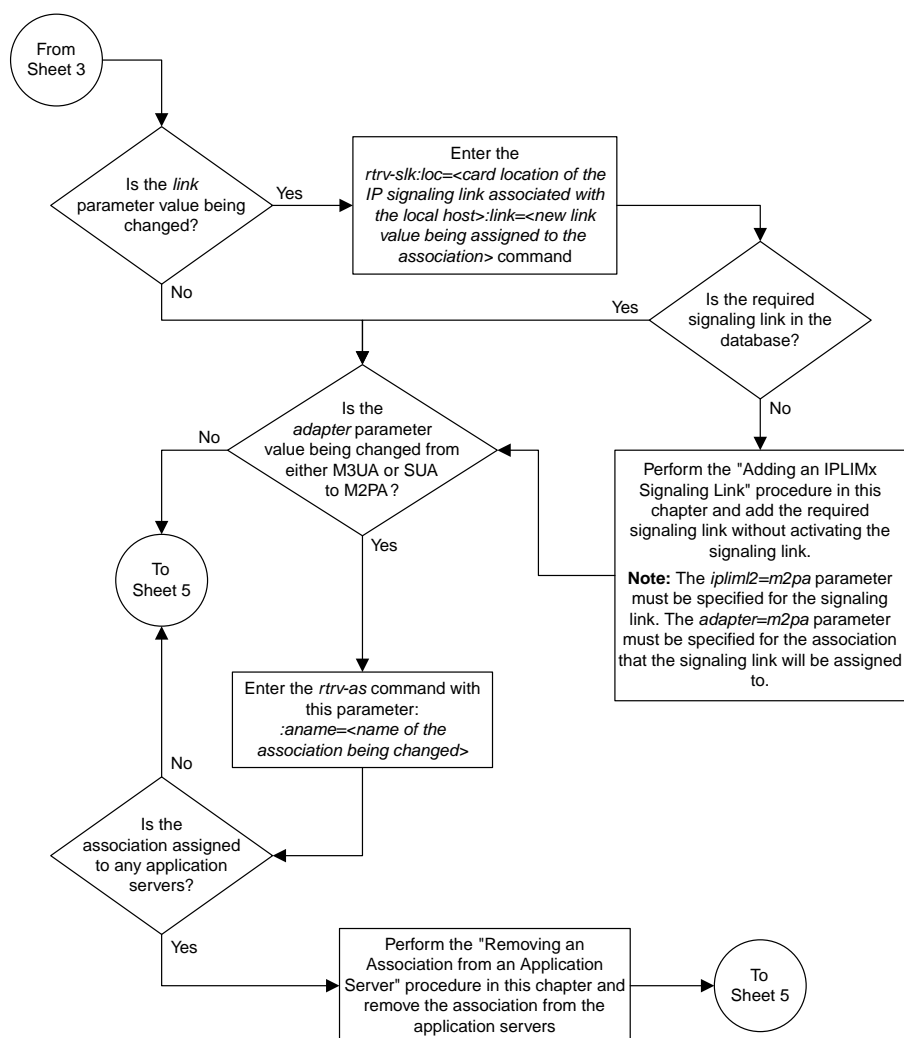 From
Sheet 3
Is the link
parameter value being
changed?
Yes
No
Enter the
rtrv-slk:loc=<card location of the
IP signaling link associated with
the local host>:link=<new link
value being assigned to the
association> command
Is the required
signaling link in the
database?
Yes
No
Perform the "Adding an IPLIMx
Signaling Link" procedure in this
chapter and add the required
signaling link without activating the
signaling link.
Note: The ipliml2=m2pa parameter
must be specified for the signaling
link. The adapter=m2pa parameter
must be specified for the association
that the signaling link will be assigned
to.
Is the
adapter parameter
value being changed from
either M3UA or SUA
to M2PA?
No
Yes
To
Sheet 5
Enter the rtrv-as command with
this parameter:
:aname=<name of the
association being changed>
No
Is the
association assigned
to any application
servers?
Yes
Perform the "Removing an
Association from an Application
Server" procedure in this chapter and
remove the association from the
application servers
To
Sheet 5